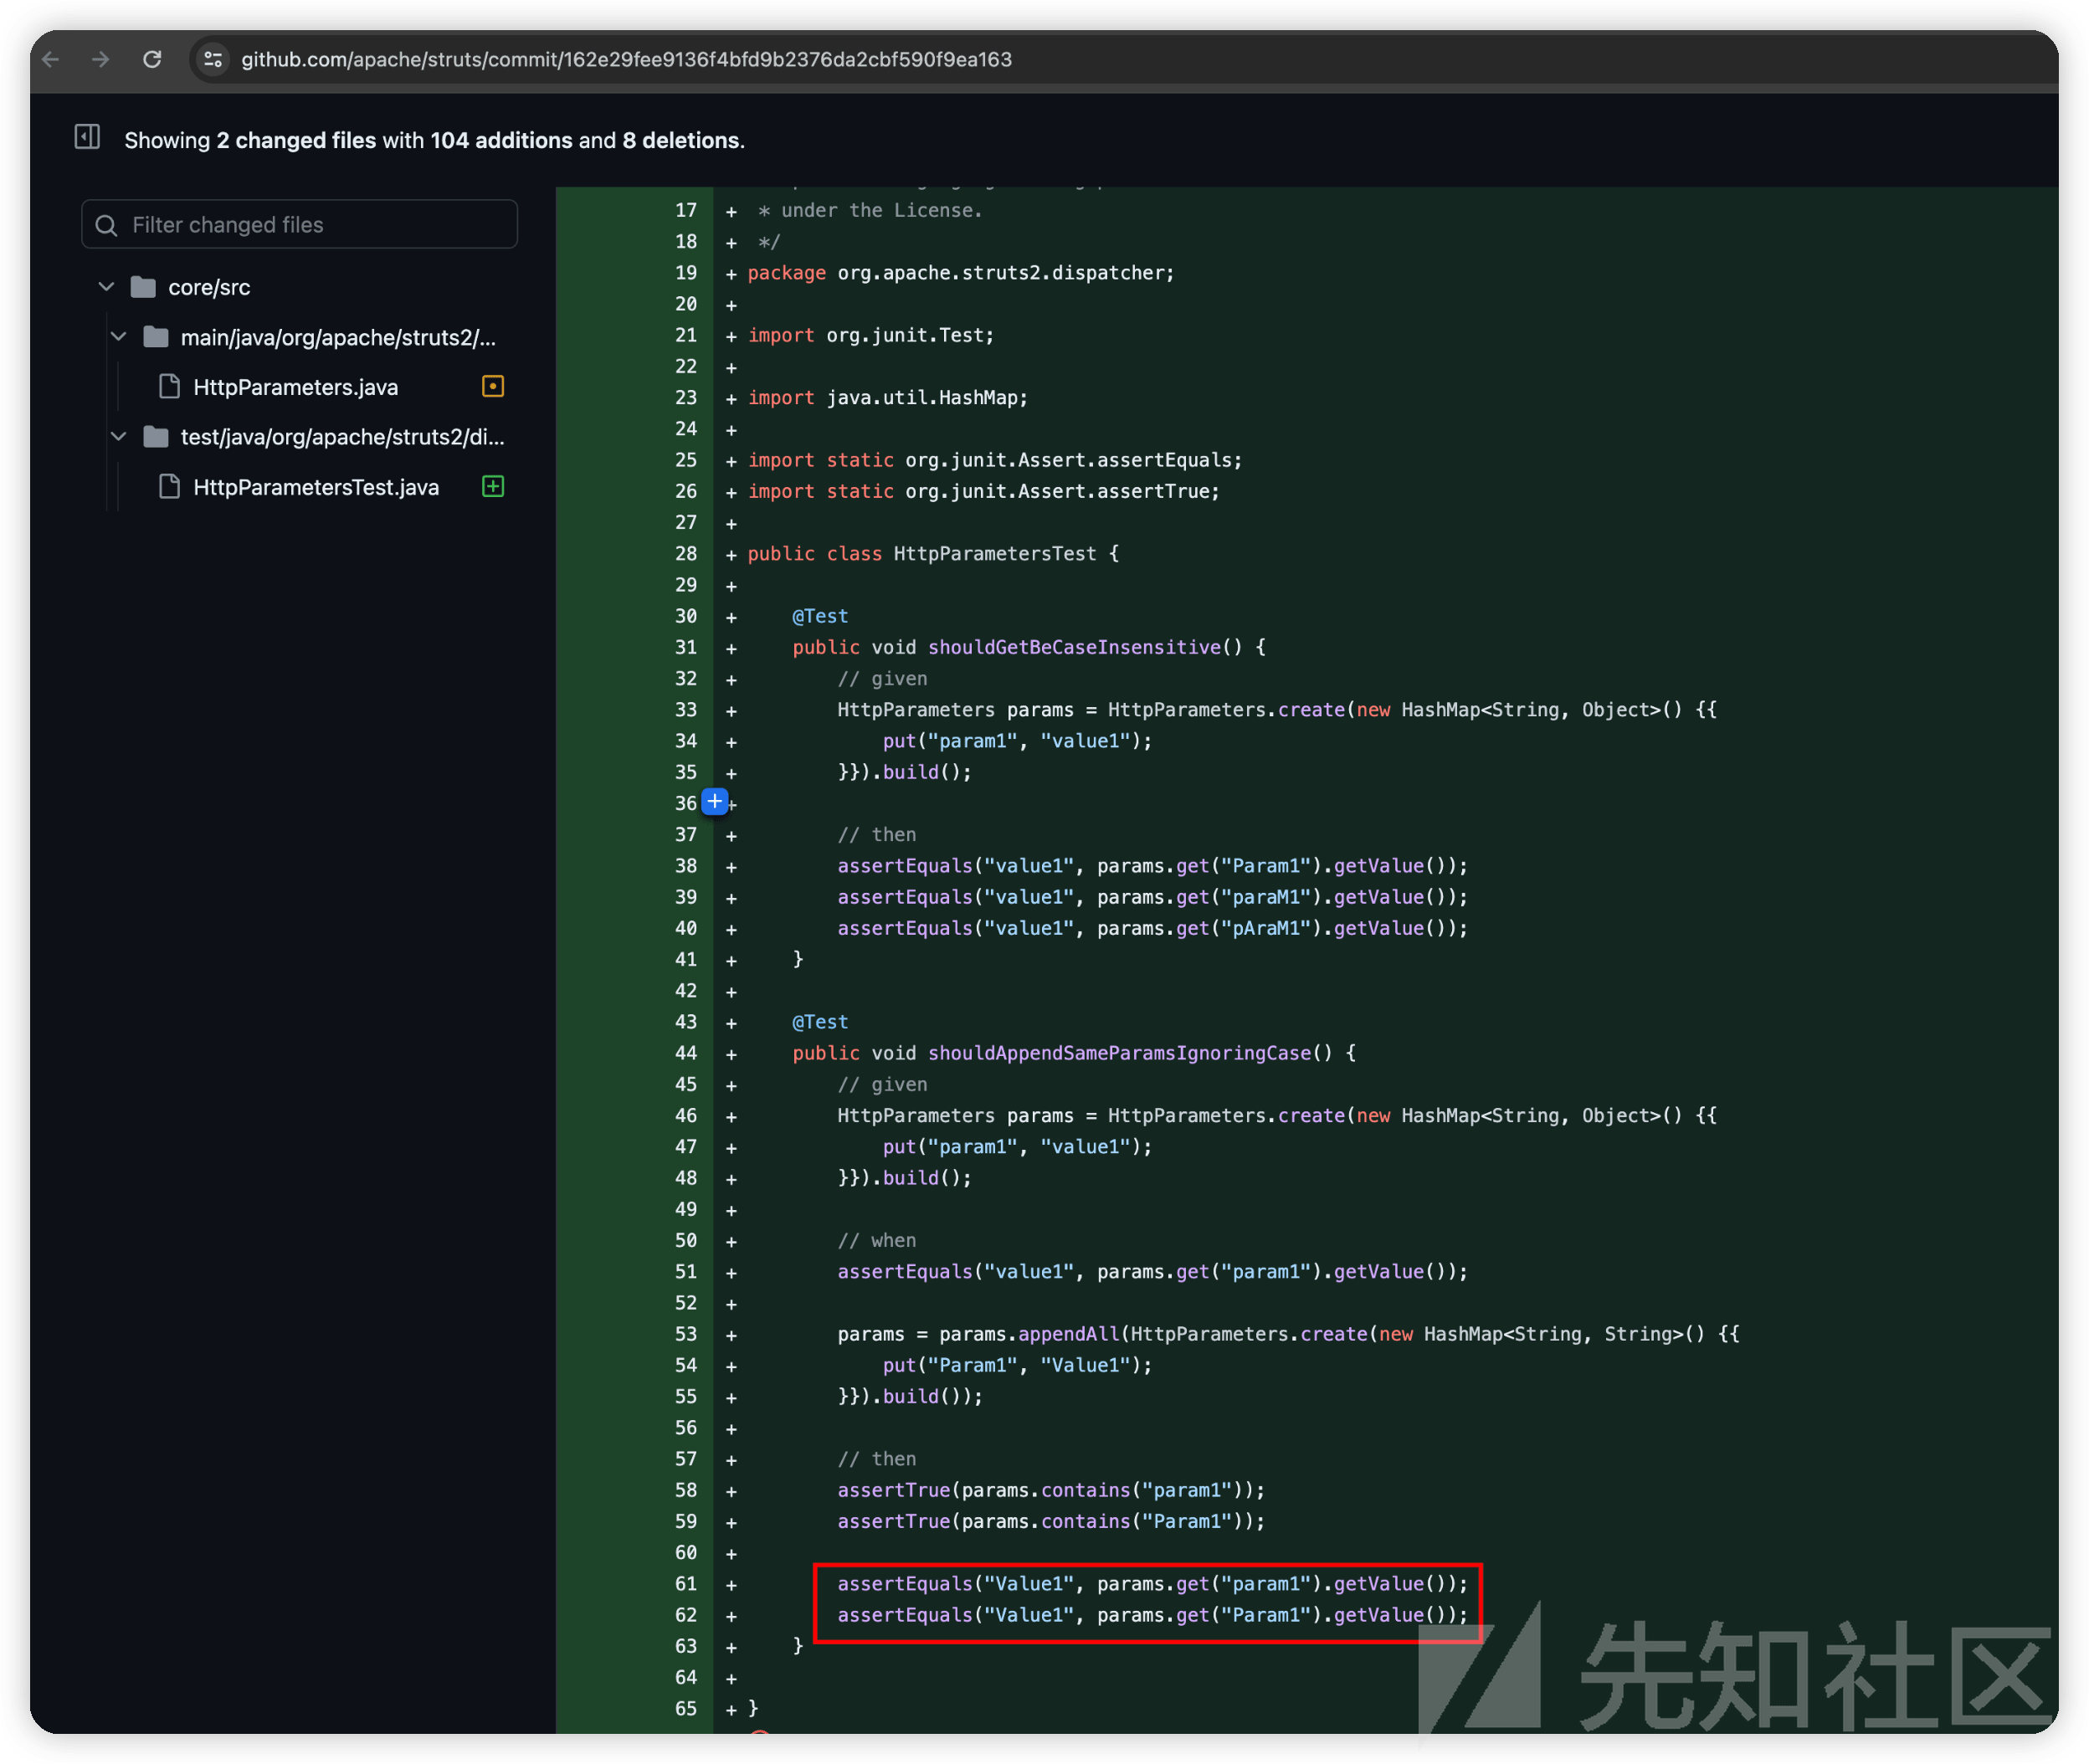 github.com/apache/struts/commit/162e29fee9136f4bfd9b2376da2cbf590f9ea163
Showing 2 changed files with 104 additions and 8 deletions.
Filter changed files
core/src
main/java/org/apache/struts2/...
HttpParameters.java
test/java/org/apache/struts2/di...
HttpParametersTest.java
17 + * under the License.
18 + */
19 + package org.apache.struts2.dispatcher;
20 +
21 + import org.junit.Test;
22 +
23 + import java.util.HashMap;
24 +
25 + import static org.junit.Assert.assertEquals;
26 + import static org.junit.Assert.assertTrue;
27 +
28 + public class HttpParametersTest {
29 +
30 + @Test
31 + public void shouldGetBeCaseInsensitive() {
32 + // given
33 + HttpParameters params = HttpParameters.create(new HashMap<String, Object>() {{
34 + put("param1", "value1");
35 + }}).build();
36 +
37 + // then
38 + assertEquals("value1", params.get("Param1").getValue());
39 + assertEquals("value1", params.get("paraM1").getValue());
40 + assertEquals("value1", params.get("pAraM1").getValue());
41 + }
42 +
43 + @Test
44 + public void shouldAppendSameParamsIgnoringCase() {
45 + // given
46 + HttpParameters params = HttpParameters.create(new HashMap<String, Object>() {{
47 + put("param1", "value1");
48 + }}).build();
49 +
50 + // when
51 + assertEquals("value1", params.get("param1").getValue());
52 +
53 + params = params.appendAll(HttpParameters.create(new HashMap<String, String>() {{
54 + put("Param1", "Value1");
55 + }}).build());
56 +
57 + // then
58 + assertTrue(params.contains("param1"));
59 + assertTrue(params.contains("Param1"));
60 +
61 + assertEquals("Value1", params.get("param1").getValue());
62 + assertEquals("Value1", params.get("Param1").getValue());
63 + }
64 +
65 + }
先知社区